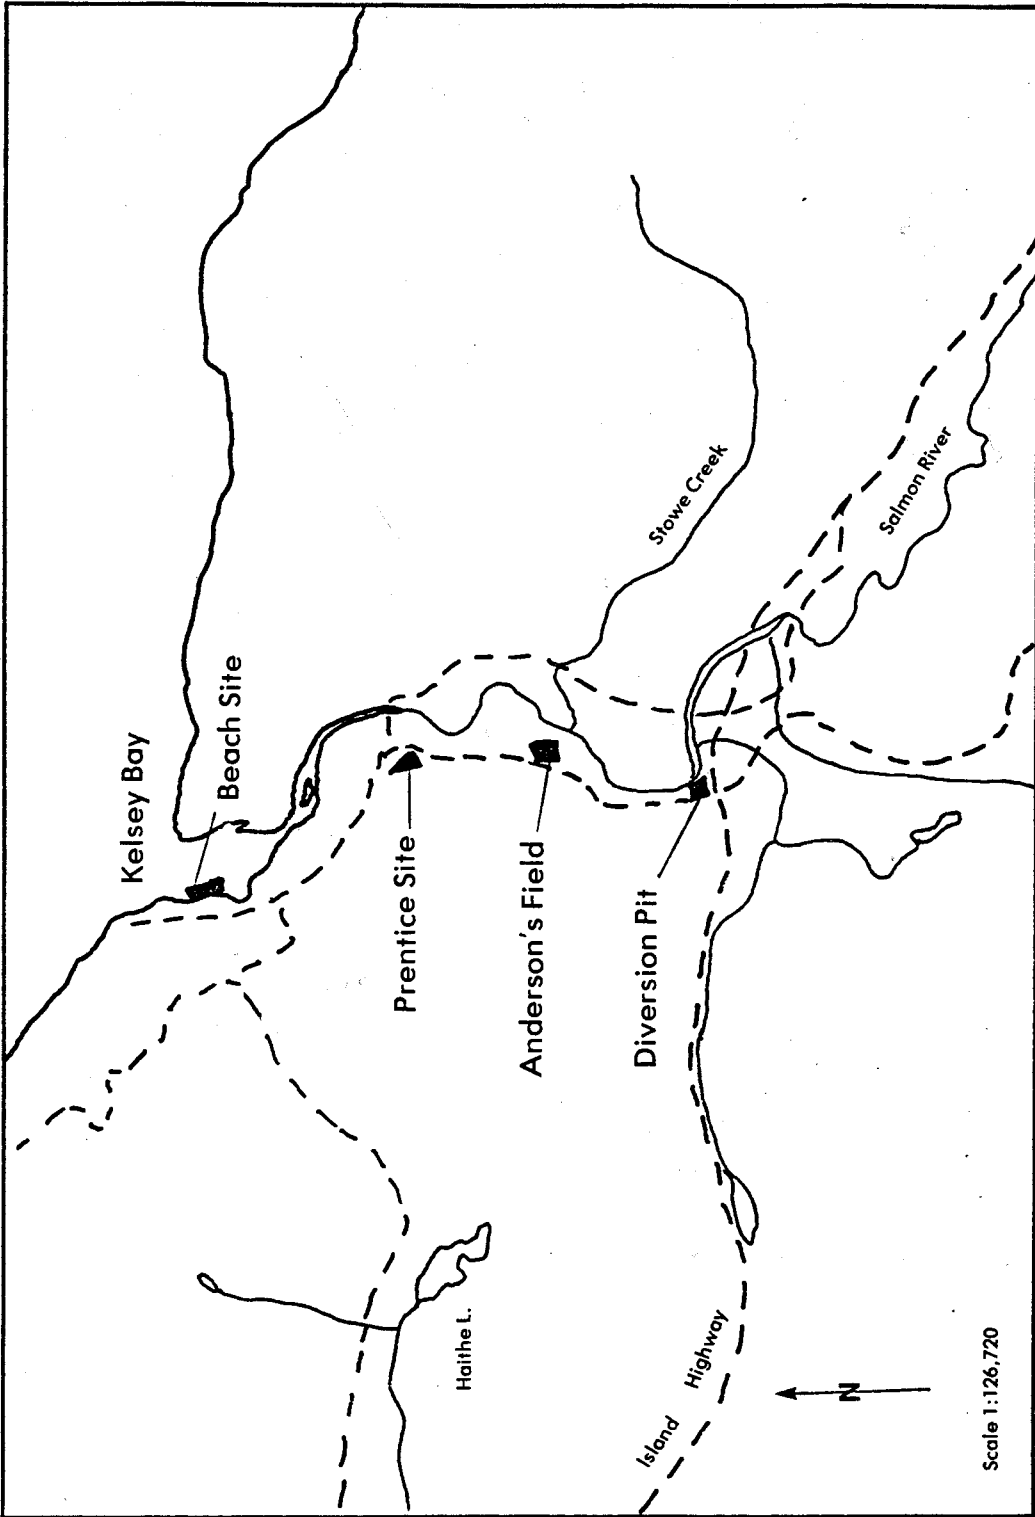 Kelsey Bay
Beach Site
Prentice Site
Anderson's Field
Diversion Pit
Stowe Creek
Salmon River
Haithe L.
Island Highway
N
Scale 1:126,720